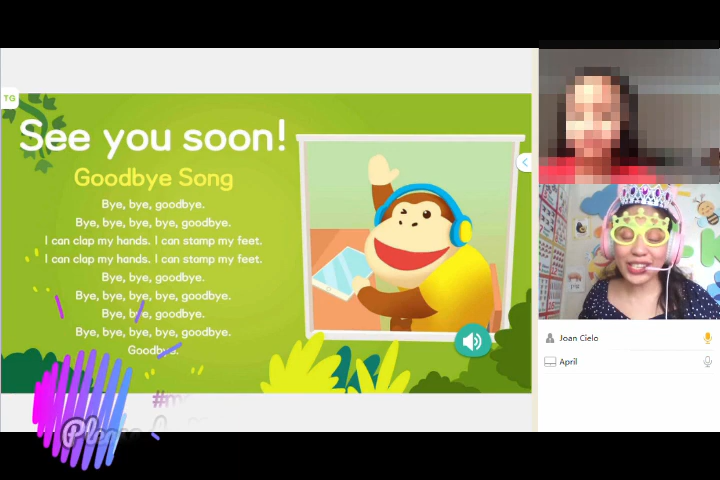 TG
See you soon!
Goodbye Song
Bye, bye, goodbye.
Bye, bye, bye, bye, goodbye.
I can clap my hands. I can stamp my feet.
I can clap my hands. I can stamp my feet.
Bye, bye, goodbye.
Bye, bye, bye, bye, goodbye.
Bye, bye, goodbye.
Bye, bye, bye, bye, goodbye.
Goodbye.
Joan Cielo
April